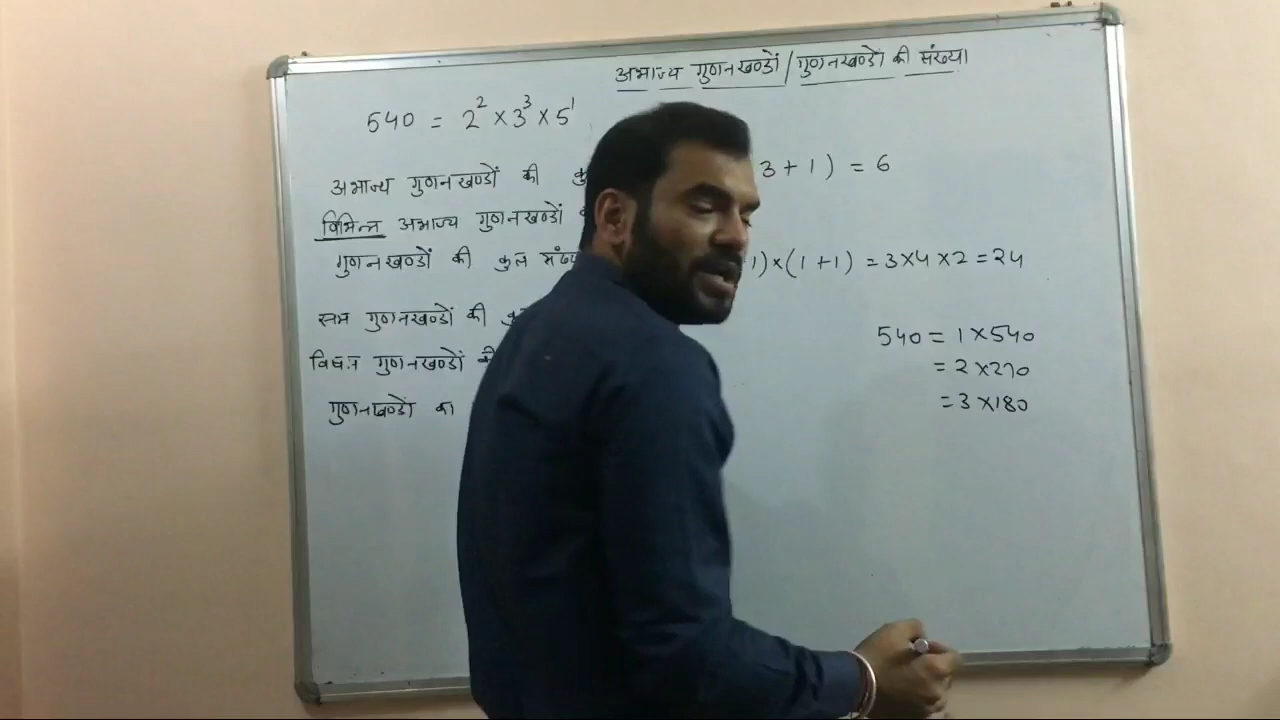 अभाज्य गुणनखण्डों / गुणनखण्डों की संख्या
540 = 2² × 3³ × 5¹
अभाज्य गुणनखण्डों की 3 + 1) = 6
विभिन्न अभाज्य गुणनखण्डों
गुणनखण्डों की कुल 1) × (1 + 1) = 3 × 4 × 2 = 24
सम गुणनखण्डों की
विषम गुणनखण्डों की
गुणनखण्डों का
540 = 1 × 540
= 2 × 270
= 3 × 180